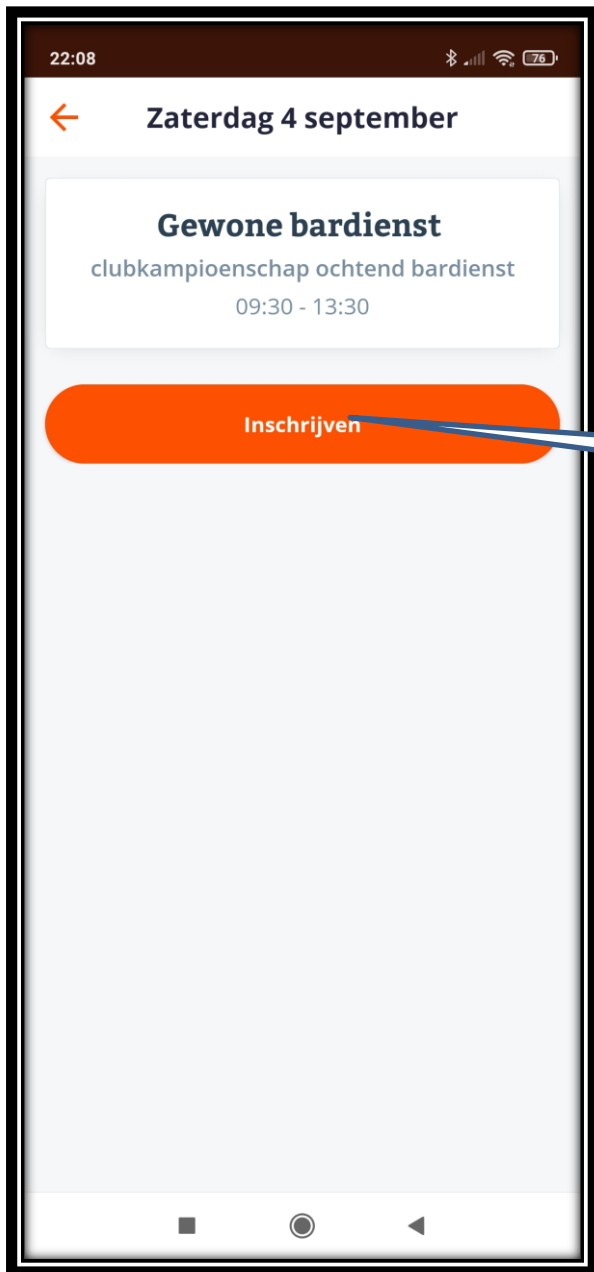 22:08
76
Zaterdag 4 september
Gewone bardienst
clubkampioenschap ochtend bardienst
09:30 - 13:30
Inschrijven